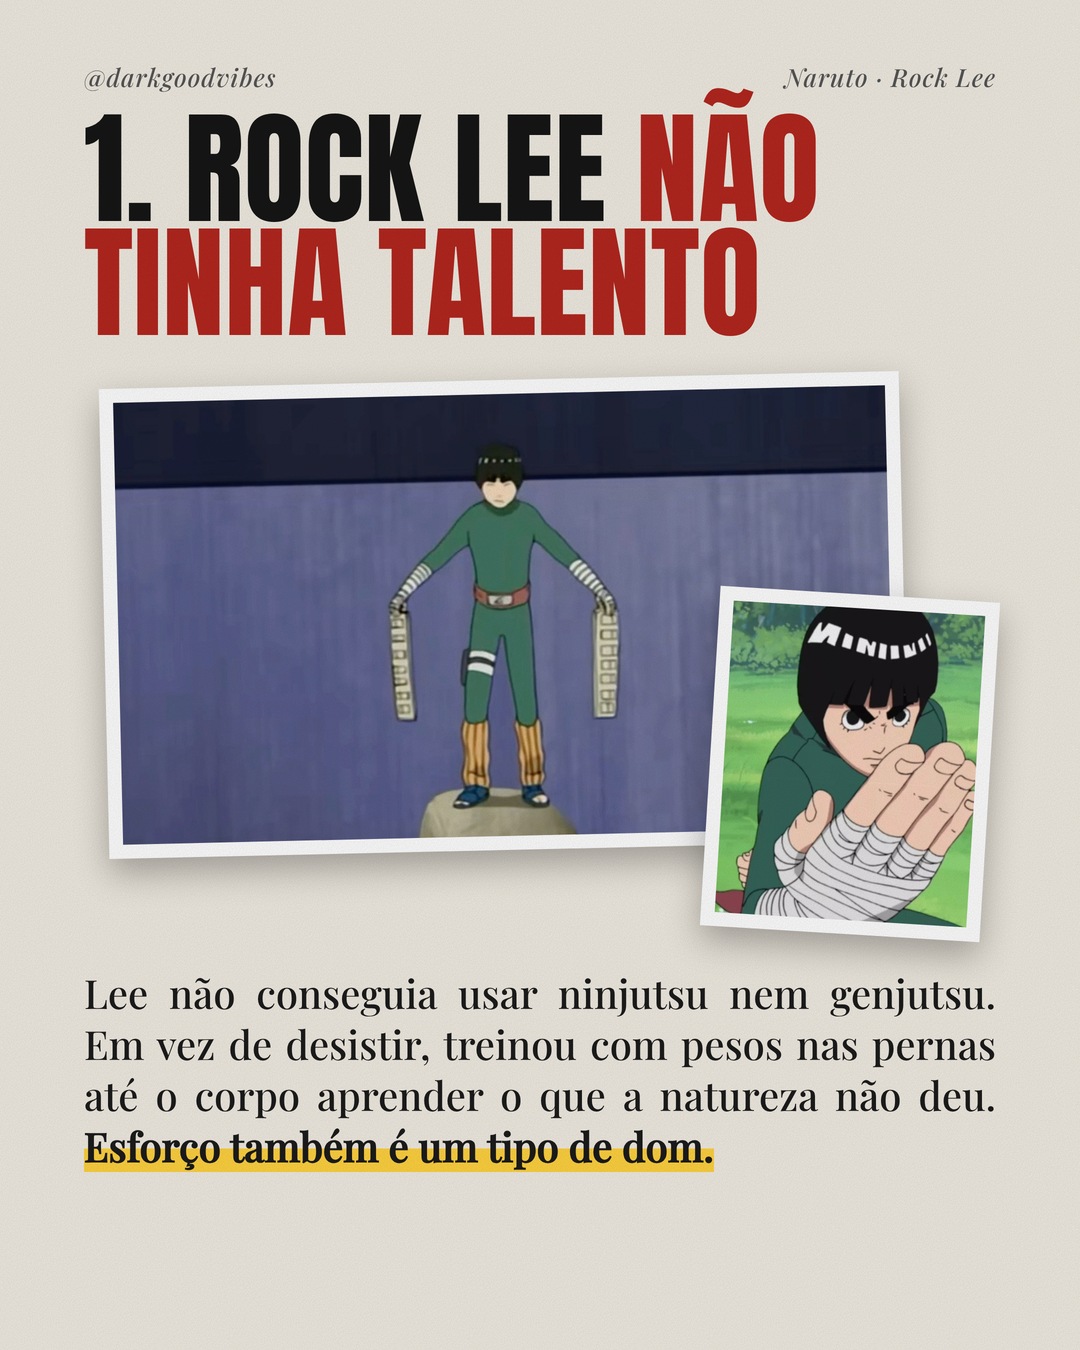 @darkgoodvibes
Naruto · Rock Lee
1. ROCK LEE NÃO
TINHA TALENTO
Lee não conseguia usar ninjutsu nem genjutsu.
Em vez de desistir, treinou com pesos nas pernas
até o corpo aprender o que a natureza não deu.
Esforço também é um tipo de dom.